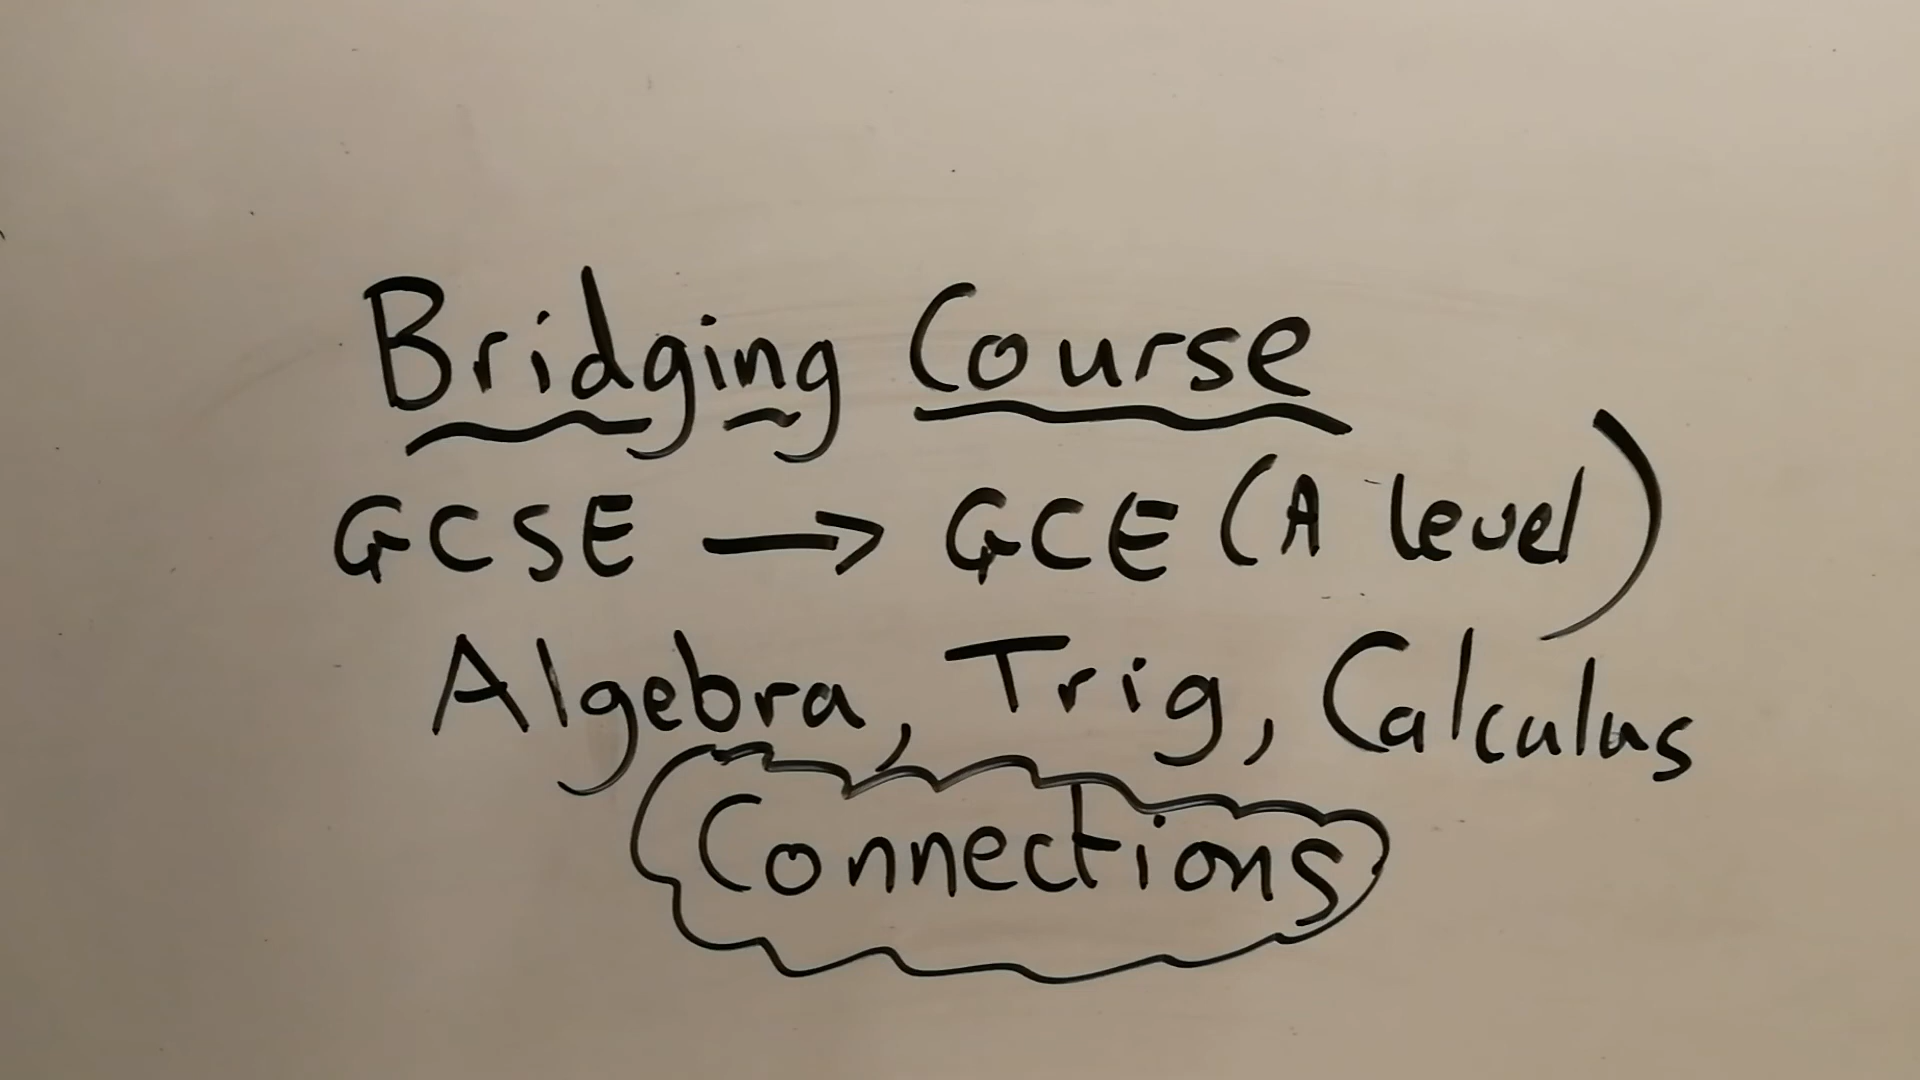 Bridging Course
GCSE → GCE (A level)
Algebra, Trig, Calculus
Connections